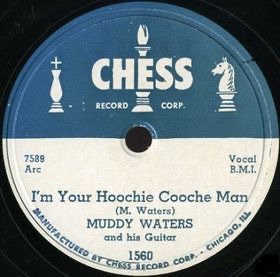 CHESS
RECORD CORP.
7589 Vocal
Arc B.M.I.
I'm Your Hoochie Cooche Man
(M. Waters)
MUDDY WATERS
and his Guitar
1560
MANUFACTURED BY CHESS RECORD CORP. - CHICAGO, ILL